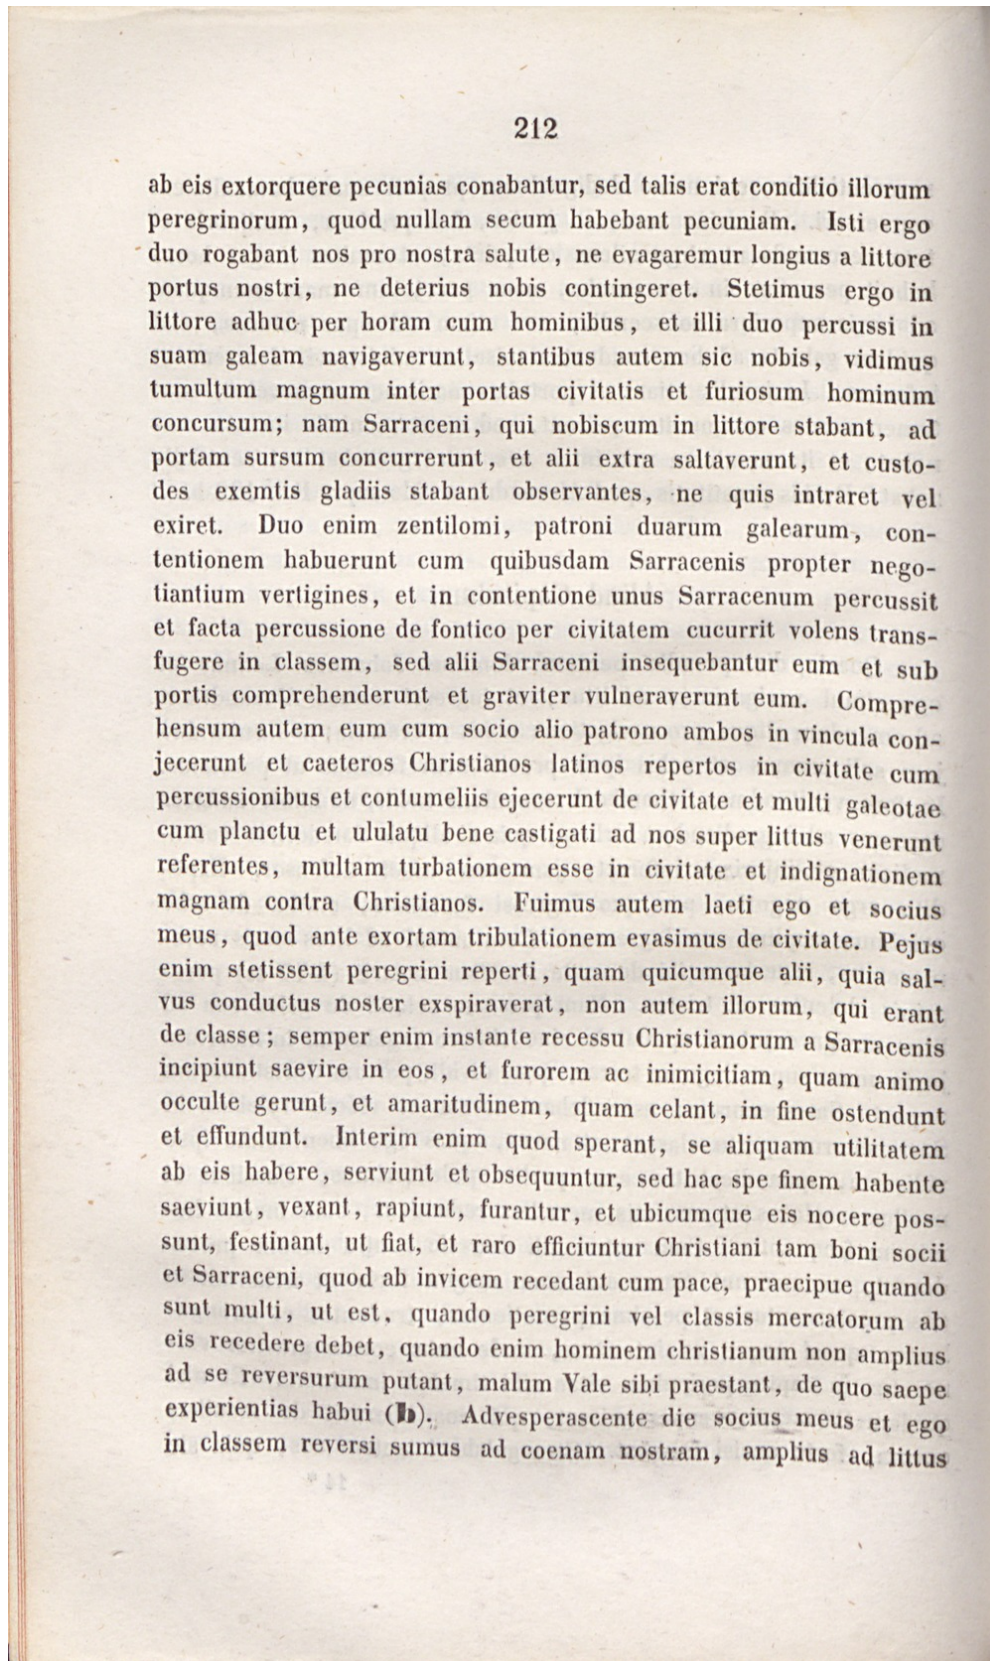 212
ab eis extorquere pecunias conabantur, sed talis erat conditio illorum
peregrinorum, quod nullam secum habebant pecuniam. Isti ergo
duo rogabant nos pro nostra salute, ne evagaremur longius a littore
portus nostri, ne deterius nobis contingeret. Stetimus ergo in
littore adhuc per horam cum hominibus, et illi duo percussi in
suam galeam navigaverunt, stantibus autem sic nobis, vidimus
tumultum magnum inter portas civitatis et furiosum hominum
concursum; nam Sarraceni, qui nobiscum in littore stabant, ad
portam sursum concurrerunt, et alii extra saltaverunt, et custo-
des exemtis gladiis stabant observantes, ne quis intraret vel
exiret. Duo enim zentilomi, patroni duarum galearum, con-
tentionem habuerunt cum quibusdam Sarracenis propter nego-
tiantium vertigines, et in contentione unus Sarracenum percussit
et facta percussione de fontico per civitatem cucurrit volens trans-
fugere in classem, sed alii Sarraceni insequebantur eum et sub
portis comprehenderunt et graviter vulneraverunt eum. Compre-
hensum autem eum cum socio alio patrono ambos in vincula con-
jecerunt et caeteros Christianos latinos repertos in civitate cum
percussionibus et contumeliis ejecerunt de civitate et multi galeotae
cum planctu et ululatu bene castigati ad nos super littus venerunt
referentes, multam turbationem esse in civitate et indignationem
magnam contra Christianos. Fuimus autem laeti ego et socius
meus, quod ante exortam tribulationem evasimus de civitate. Pejus
enim stetissent peregrini reperti, quam quicumque alii, quia sal-
vus conductus noster exspiraverat, non autem illorum, qui erant
de classe; semper enim instante recessu Christianorum a Sarracenis
incipiunt saevire in eos, et furorem ac inimicitiam, quam animo
occulte gerunt, et amaritudinem, quam celant, in fine ostendunt
et effundunt. Interim enim quod sperant, se aliquam utilitatem
ab eis habere, serviunt et obsequuntur, sed hac spe finem habente
saeviunt, vexant, rapiunt, furantur, et ubicumque eis nocere pos-
sunt, festinant, ut fiat, et raro efficiuntur Christiani tam boni socii
et Sarraceni, quod ab invicem recedant cum pace, praecipue quando
sunt multi, ut est, quando peregrini vel classis mercatorum ab
eis recedere debet, quando enim hominem christianum non amplius
ad se reversurum putant, malum Vale sibi praestant, de quo saepe
experientias habui (b). Advesperascente die socius meus et ego
in classem reversi sumus ad coenam nostram, amplius ad littus